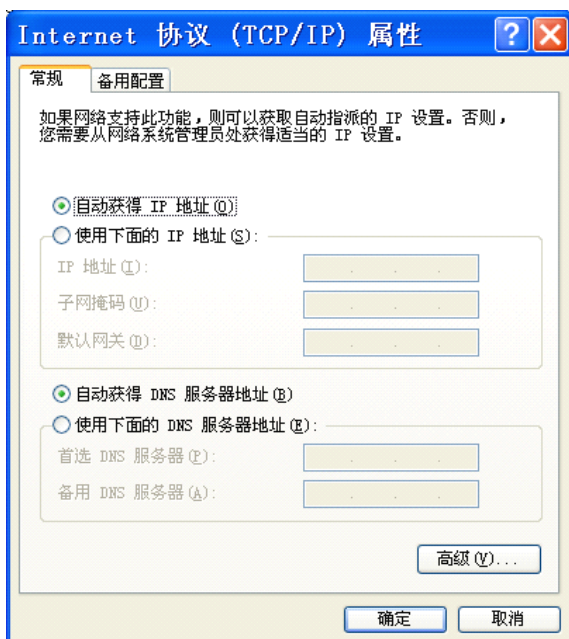 Internet 协议 (TCP/IP) 属性
常规
备用配置
如果网络支持此功能，则可以获取自动指派的 IP 设置。否则，
您需要从网络系统管理员处获得适当的 IP 设置。
自动获得 IP 地址(O)
使用下面的 IP 地址(S):
IP 地址(I):
子网掩码(U):
默认网关(D):
自动获得 DNS 服务器地址(B)
使用下面的 DNS 服务器地址(E):
首选 DNS 服务器(P):
备用 DNS 服务器(A):
高级(V)...
确定
取消